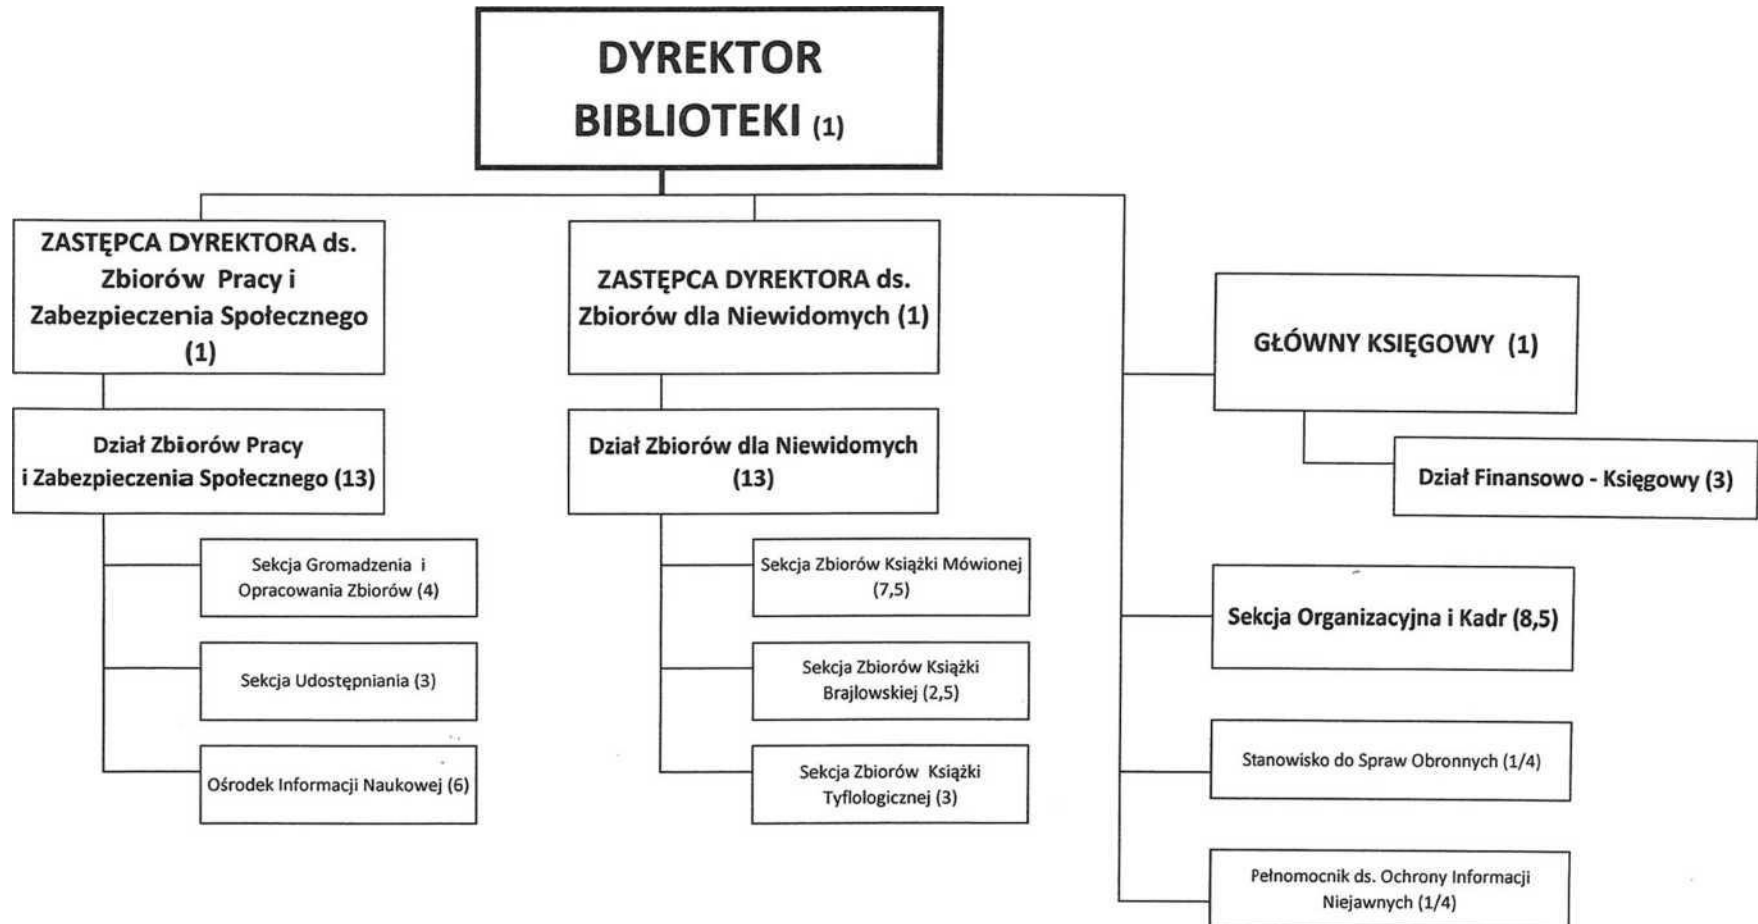 DYREKTOR
BIBLIOTEKI (1)
ZASTĘPCA DYREKTORA ds.
Zbiorów Pracy i
Zabezpieczenia Społecznego
(1)
Dział Zbiorów Pracy
i Zabezpieczenia Społecznego (13)
Sekcja Gromadzenia i
Opracowania Zbiorów (4)
Sekcja Udostępniania (3)
Ośrodek Informacji Naukowej (6)
ZASTĘPCA DYREKTORA ds.
Zbiorów dla Niewidomych (1)
Dział Zbiorów dla Niewidomych
(13)
Sekcja Zbiorów Książki Mówionej
(7,5)
Sekcja Zbiorów Książki
Brajlowskiej (2,5)
Sekcja Zbiorów Książki
Tyflologicznej (3)
GŁÓWNY KSIĘGOWY (1)
Dział Finansowo - Księgowy (3)
Sekcja Organizacyjna i Kadr (8,5)
Stanowisko do Spraw Obronnych (1/4)
Pełnomocnik ds. Ochrony Informacji
Niejawnych (1/4)